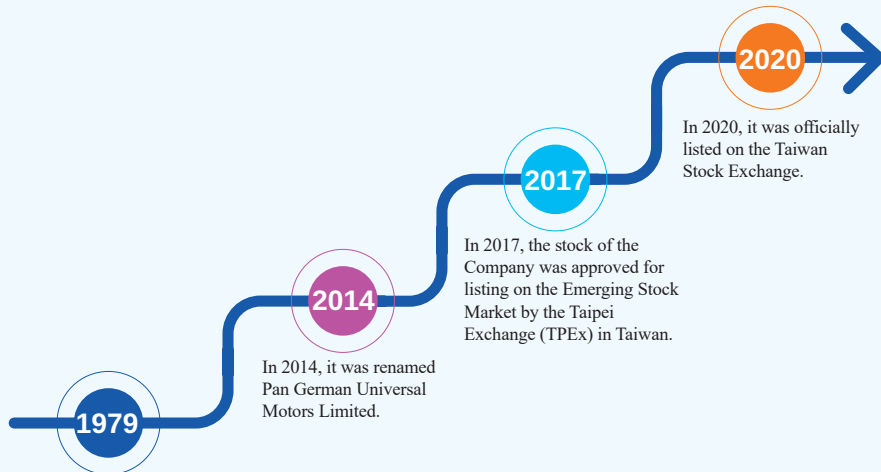 2020
In 2020, it was officially
listed on the Taiwan
Stock Exchange.
2017
In 2017, the stock of the
Company was approved for
listing on the Emerging Stock
Market by the Taipei
Exchange (TPEx) in Taiwan.
2014
In 2014, it was renamed
Pan German Universal
Motors Limited.
1979